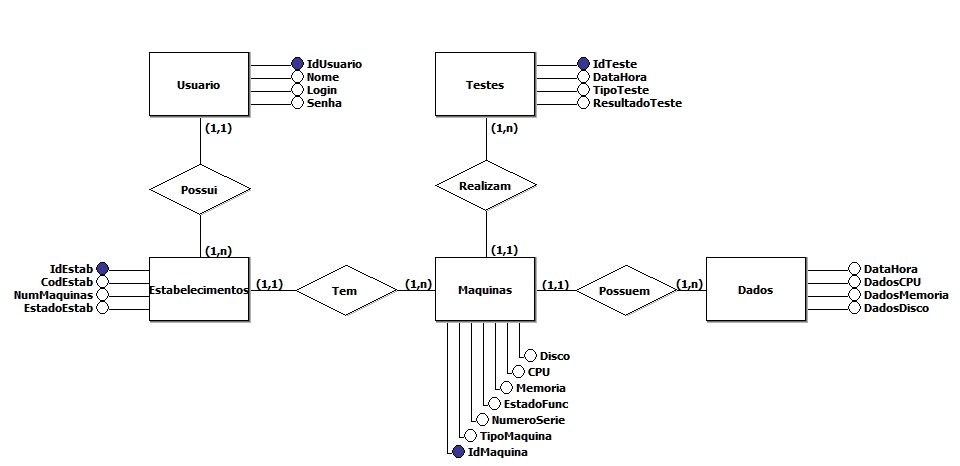 Usuario
IdUsuario
Nome
Login
Senha
Testes
IdTeste
DataHora
TipoTeste
ResultadoTeste
(1,1)
(1,n)
Possui
Realizam
(1,n)
(1,1)
IdEstab
CodEstab
NumMaquinas
EstadoEstab
Estabelecimentos
(1,1)
Tem
(1,n)
Maquinas
(1,1)
Possuem
(1,n)
Dados
DataHora
DadosCPU
DadosMemoria
DadosDisco
Disco
CPU
Memoria
EstadoFunc
NumeroSerie
TipoMaquina
IdMaquina